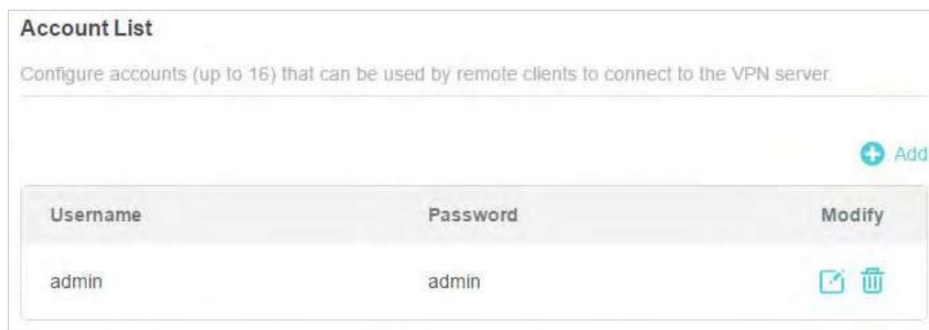 Account List
Configure accounts (up to 16) that can be used by remote clients to connect to the VPN server.
Add
Username Password Modify
admin admin